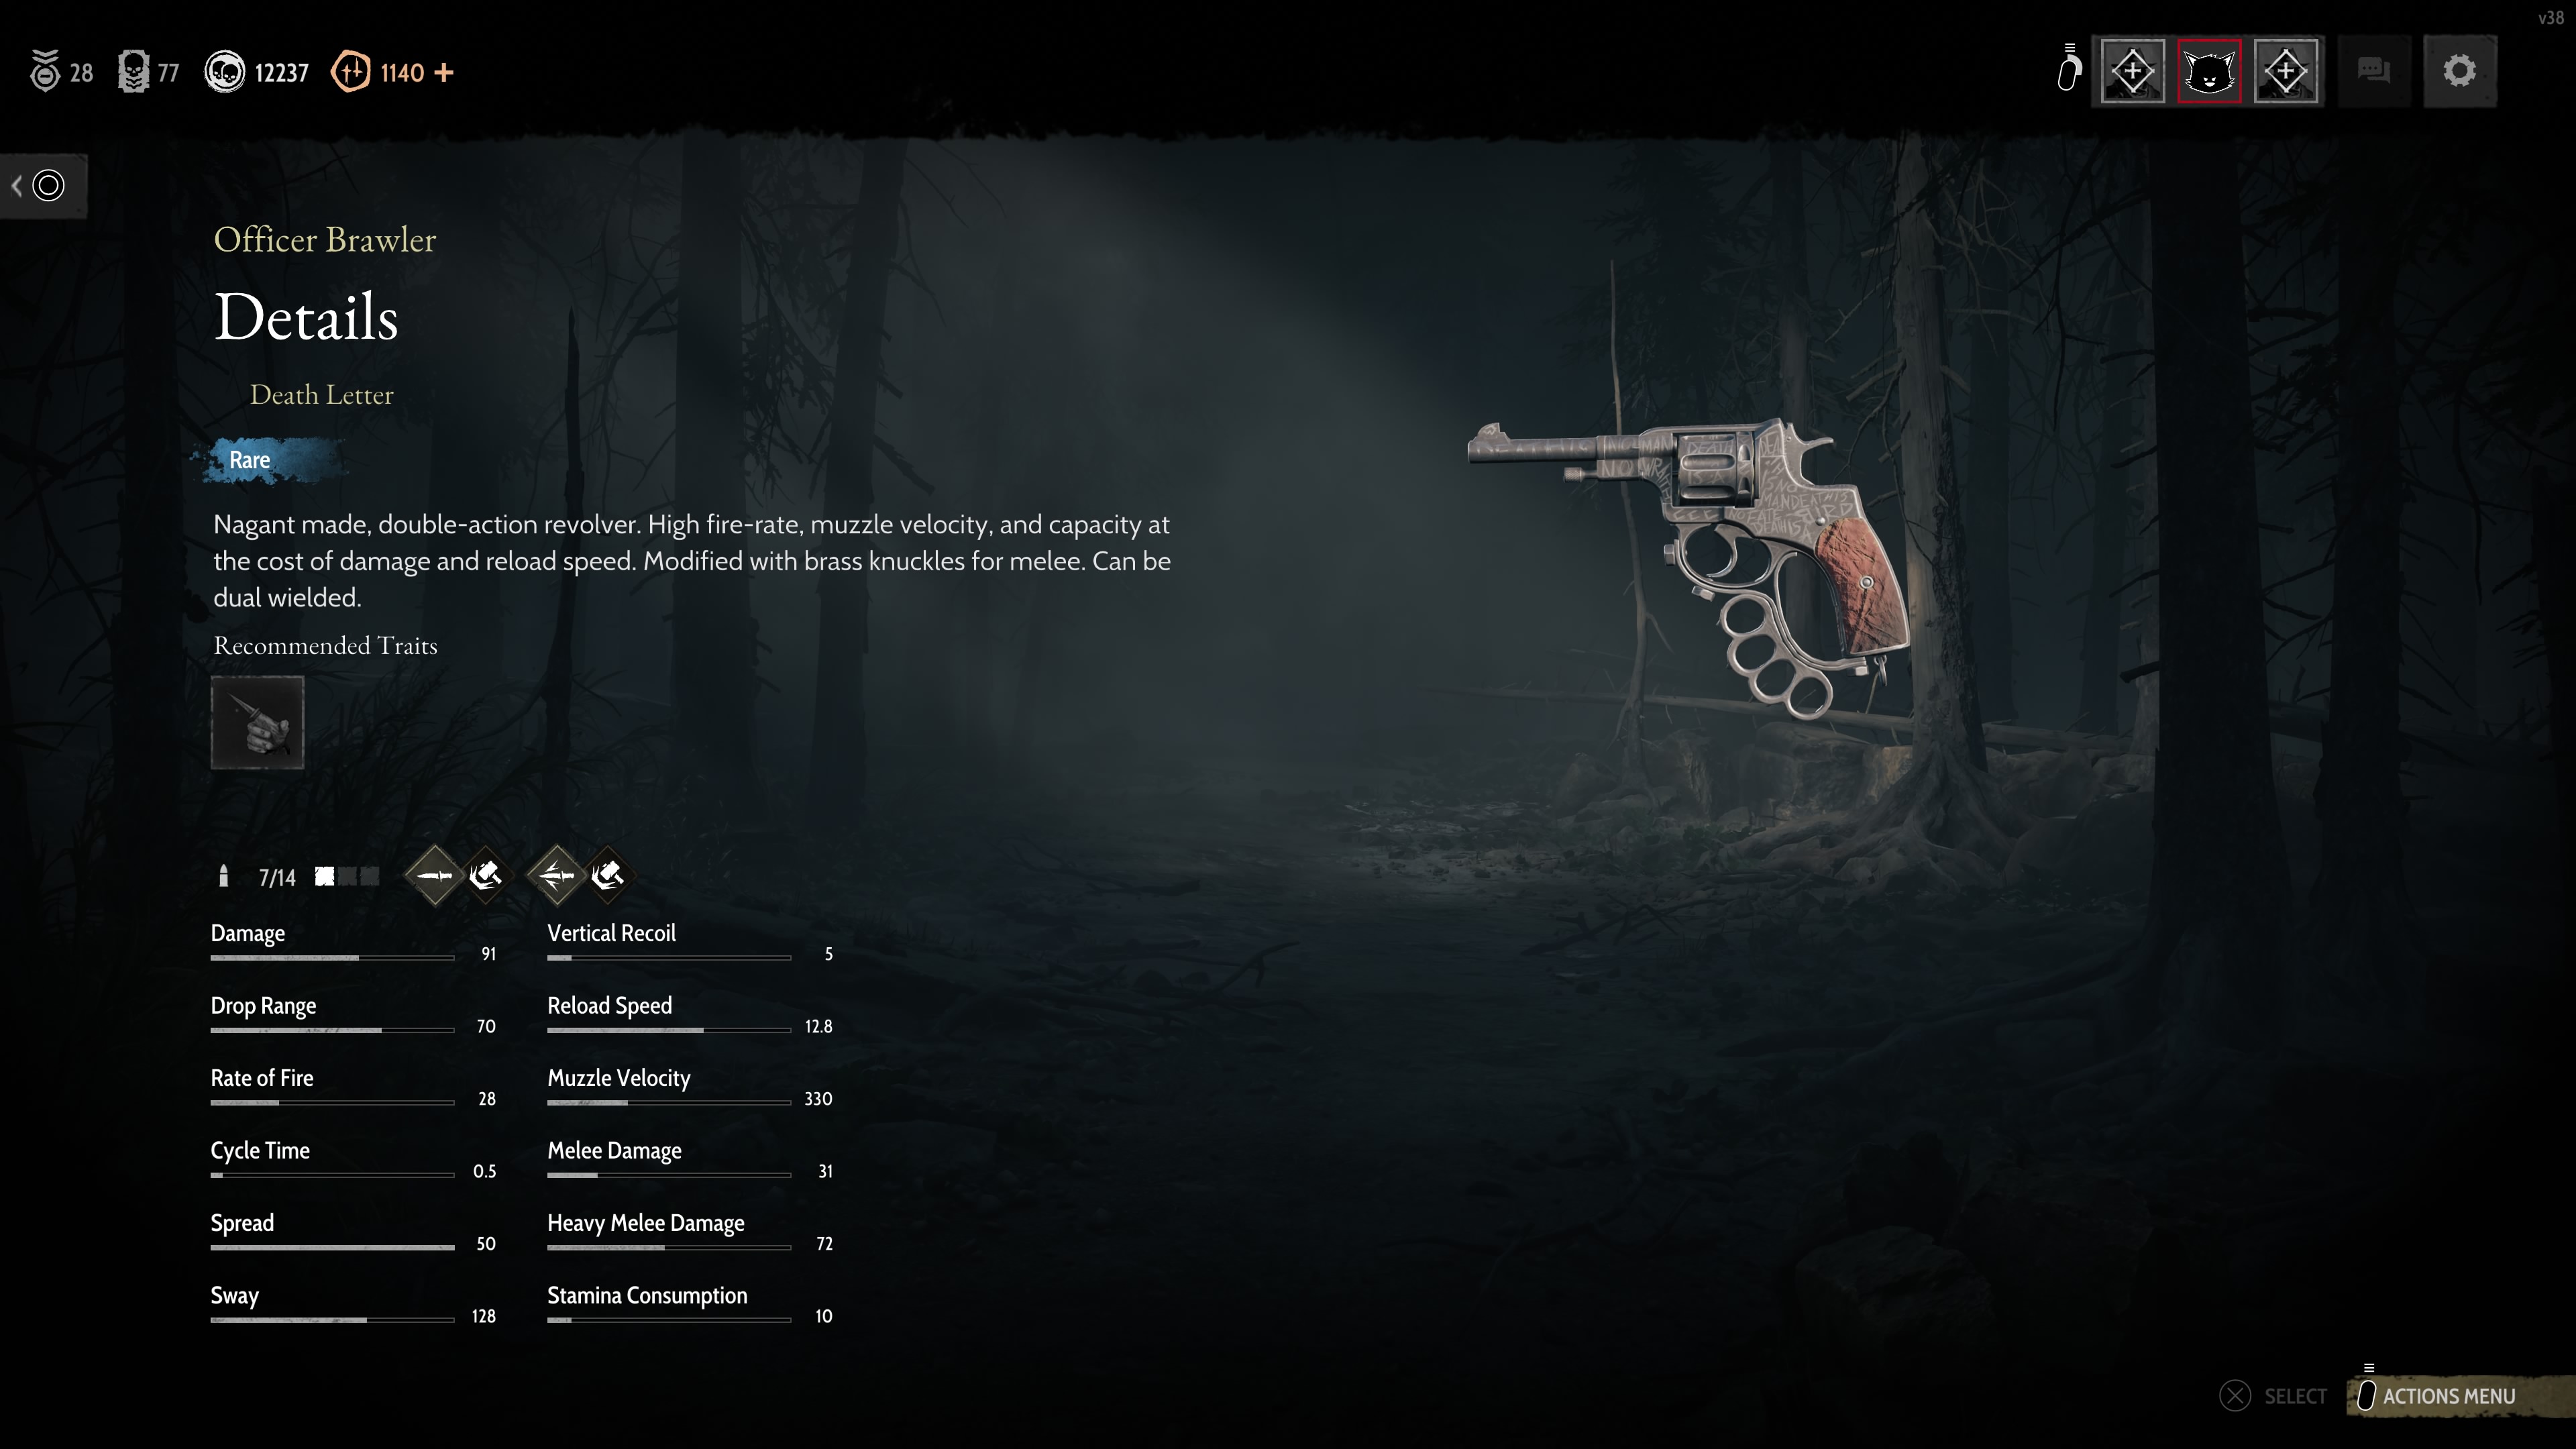 v38
28 77 12237 1140 +
Officer Brawler
Details
Death Letter
Rare
Nagant made, double-action revolver. High fire-rate, muzzle velocity, and capacity at
the cost of damage and reload speed. Modified with brass knuckles for melee. Can be
dual wielded.
Recommended Traits
7/14
Damage 91
Vertical Recoil 5
Drop Range 70
Reload Speed 12.8
Rate of Fire 28
Muzzle Velocity 330
Cycle Time 0.5
Melee Damage 31
Spread 50
Heavy Melee Damage 72
Sway 128
Stamina Consumption 10
SELECT
ACTIONS MENU